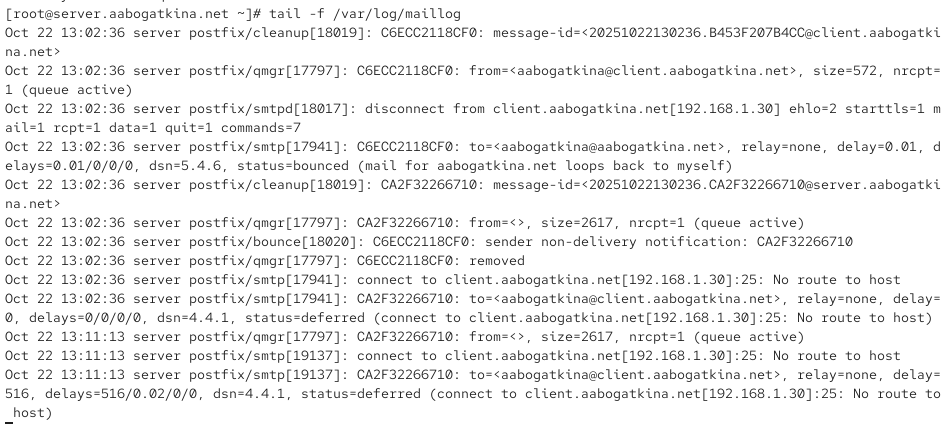 [root@server.aabogatkina.net ~]# tail -f /var/log/maillog
Oct 22 13:02:36 server postfix/cleanup[18019]: C6ECC2118CF0: message-id=<20251022130236.B453F207B4CC@client.aabogatki
na.net>
Oct 22 13:02:36 server postfix/qmgr[17797]: C6ECC2118CF0: from=<aabogatkina@client.aabogatkina.net>, size=572, nrcpt=
1 (queue active)
Oct 22 13:02:36 server postfix/smtpd[18017]: disconnect from client.aabogatkina.net[192.168.1.30] ehlo=2 starttls=1 m
ail=1 rcpt=1 data=1 quit=1 commands=7
Oct 22 13:02:36 server postfix/smtp[17941]: C6ECC2118CF0: to=<aabogatkina@aabogatkina.net>, relay=none, delay=0.01, d
elays=0.01/0/0/0, dsn=5.4.6, status=bounced (mail for aabogatkina.net loops back to myself)
Oct 22 13:02:36 server postfix/cleanup[18019]: CA2F32266710: message-id=<20251022130236.CA2F32266710@server.aabogatki
na.net>
Oct 22 13:02:36 server postfix/qmgr[17797]: CA2F32266710: from=<>, size=2617, nrcpt=1 (queue active)
Oct 22 13:02:36 server postfix/bounce[18020]: C6ECC2118CF0: sender non-delivery notification: CA2F32266710
Oct 22 13:02:36 server postfix/qmgr[17797]: C6ECC2118CF0: removed
Oct 22 13:02:36 server postfix/smtp[17941]: connect to client.aabogatkina.net[192.168.1.30]:25: No route to host
Oct 22 13:02:36 server postfix/smtp[17941]: CA2F32266710: to=<aabogatkina@client.aabogatkina.net>, relay=none, delay=
0, delays=0/0/0/0, dsn=4.4.1, status=deferred (connect to client.aabogatkina.net[192.168.1.30]:25: No route to host)
Oct 22 13:11:13 server postfix/qmgr[17797]: CA2F32266710: from=<>, size=2617, nrcpt=1 (queue active)
Oct 22 13:11:13 server postfix/smtp[19137]: connect to client.aabogatkina.net[192.168.1.30]:25: No route to host
Oct 22 13:11:13 server postfix/smtp[19137]: CA2F32266710: to=<aabogatkina@client.aabogatkina.net>, relay=none, delay=
516, delays=516/0.02/0/0, dsn=4.4.1, status=deferred (connect to client.aabogatkina.net[192.168.1.30]:25: No route to
 host)